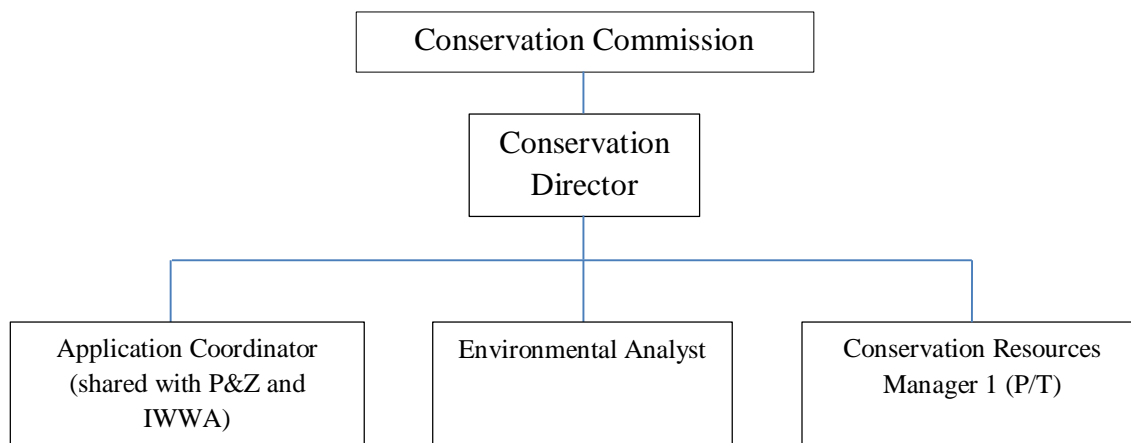 Conservation Commission
Conservation
Director
Application Coordinator
(shared with P&Z and
IWWA)
Environmental Analyst
Conservation Resources
Manager 1 (P/T)